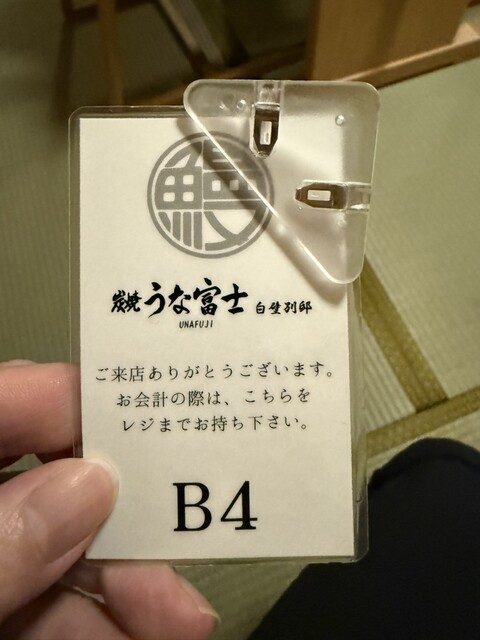 鰻
炭焼 うな富士 白壁別邸
UNAFUJI
ご来店ありがとうございます。
お会計の際は、こちらを
レジまでお持ち下さい。
B4